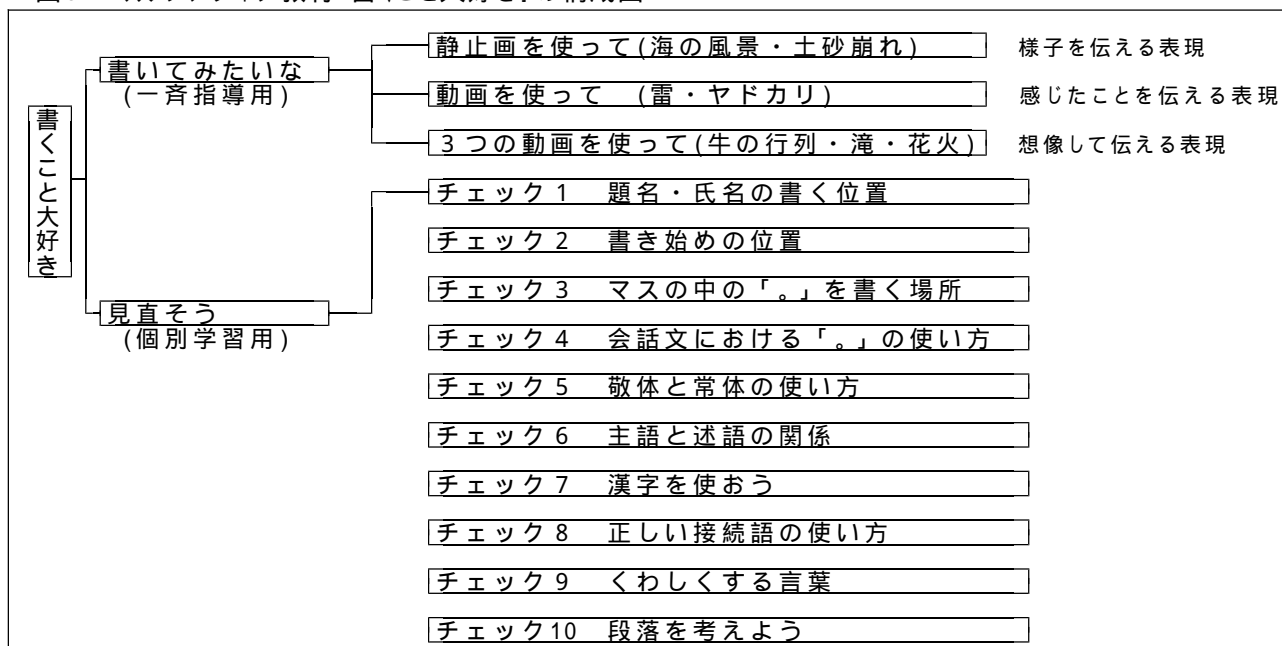 書くこと大好き
書いてみたいな
(一斉指導用)
静止画を使って(海の風景・土砂崩れ) 様子を伝える表現
動画を使って (雷・ヤドカリ) 感じたことを伝える表現
3つの動画を使って(牛の行列・滝・花火) 想像して伝える表現
見直そう
(個別学習用)
チェック1 題名・氏名の書く位置
チェック2 書き始めの位置
チェック3 マスの中の「。」を書く場所
チェック4 会話文における「。」の使い方
チェック5 敬体と常体の使い方
チェック6 主語と述語の関係
チェック7 漢字を使おう
チェック8 正しい接続語の使い方
チェック9 くわしくする言葉
チェック10 段落を考えよう